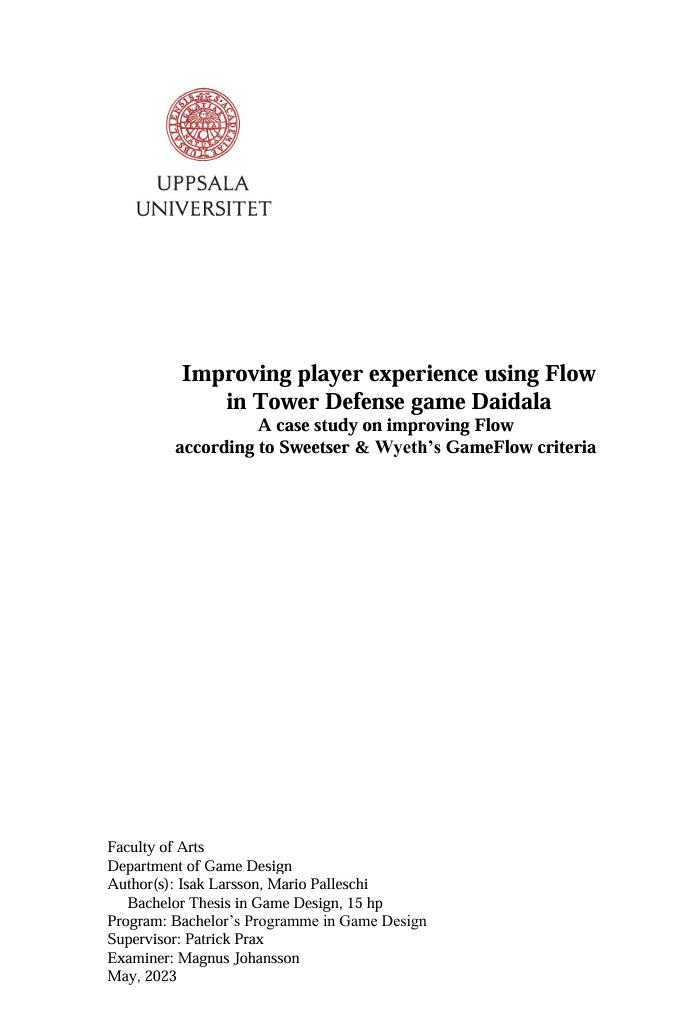 UPPSALA
UNIVERSITET
Improving player experience using Flow
in Tower Defense game Daidala
A case study on improving Flow
according to Sweetser & Wyeth’s GameFlow criteria
Faculty of Arts
Department of Game Design
Author(s): Isak Larsson, Mario Palleschi
Bachelor Thesis in Game Design, 15 hp
Program: Bachelor’s Programme in Game Design
Supervisor: Patrick Prax
Examiner: Magnus Johansson
May, 2023